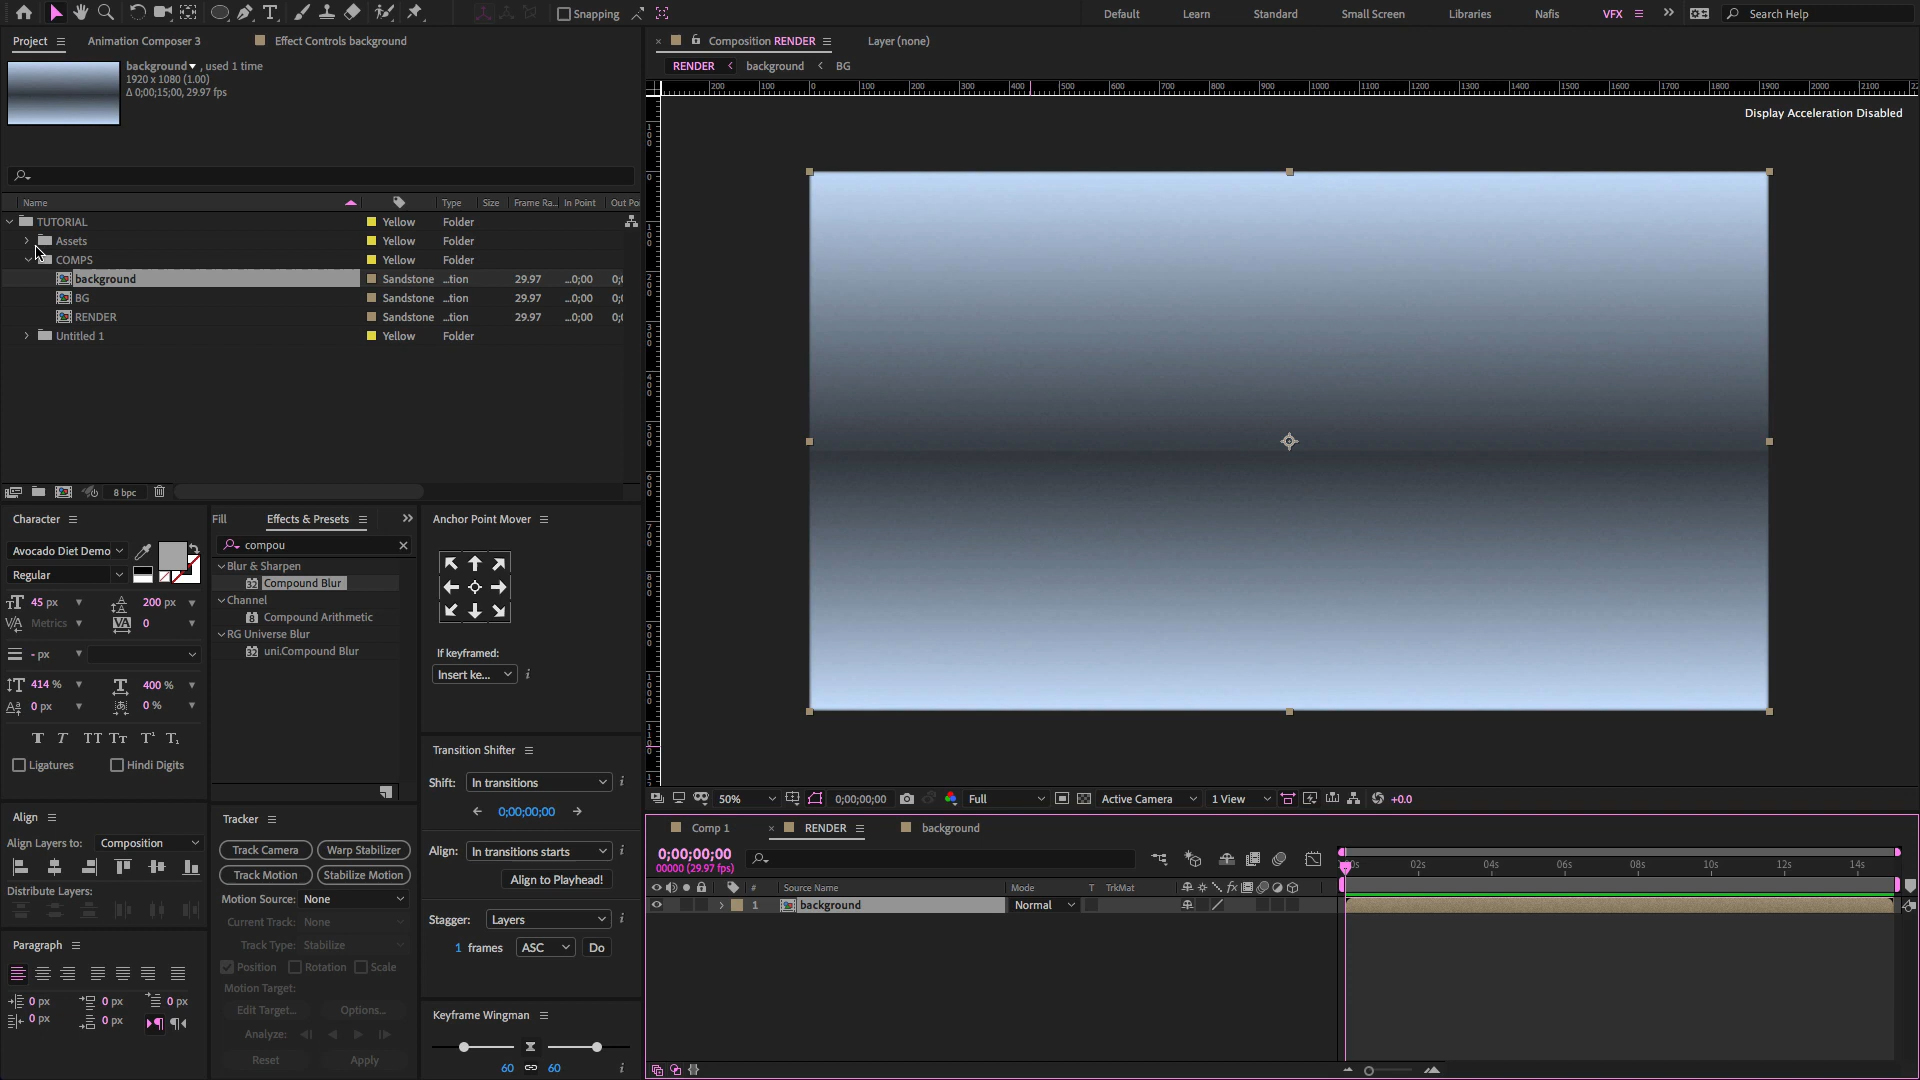 Snapping
Default
Learn
Standard
Small Screen
Libraries
Nafis
VFX
Search Help
Project
Animation Composer 3
Effect Controls background
Composition RENDER
Layer (none)
background , used 1 time
1920 x 1080 (1.00)
Δ 0;00;15;00, 29.97 fps
RENDER
background
BG
Display Acceleration Disabled
Name
Type
Size
Frame Ra...
In Point
Out Po
TUTORIAL
Yellow
Folder
Assets
Yellow
Folder
COMPS
Yellow
Folder
background
Sandstone
...tion
29.97
...0;00
BG
Sandstone
...tion
29.97
...0;00
RENDER
Sandstone
...tion
29.97
...0;00
Untitled 1
Yellow
Folder
8 bpc
Character
Fill
Effects & Presets
Anchor Point Mover
Avocado Diet Demo
Regular
45 px
200 px
Metrics
0
- px
414 %
400 %
0 px
0 %
Ligatures
Hindi Digits
compou
Blur & Sharpen
Compound Blur
Channel
Compound Arithmetic
RG Universe Blur
uni.Compound Blur
If keyframed:
Insert ke...
Transition Shifter
Shift:
In transitions
0;00;00;00
Align:
In transitions starts
Align to Playhead!
Stagger:
Layers
1 frames
ASC
Do
Keyframe Wingman
60
60
Align
Align Layers to:
Composition
Distribute Layers:
Paragraph
0 px
0 px
0 px
0 px
0 px
Tracker
Track Camera
Warp Stabilizer
Track Motion
Stabilize Motion
Motion Source:
None
Current Track:
None
Track Type:
Stabilize
Position
Rotation
Scale
Motion Target:
Edit Target...
Options...
Analyze:
Reset
Apply
50%
0;00;00;00
Full
Active Camera
1 View
+0.0
Comp 1
RENDER
background
0;00;00;00
00000 (29.97 fps)
02s
04s
06s
08s
10s
12s
14s
#
Source Name
Mode
T
TrkMat
1
background
Normal